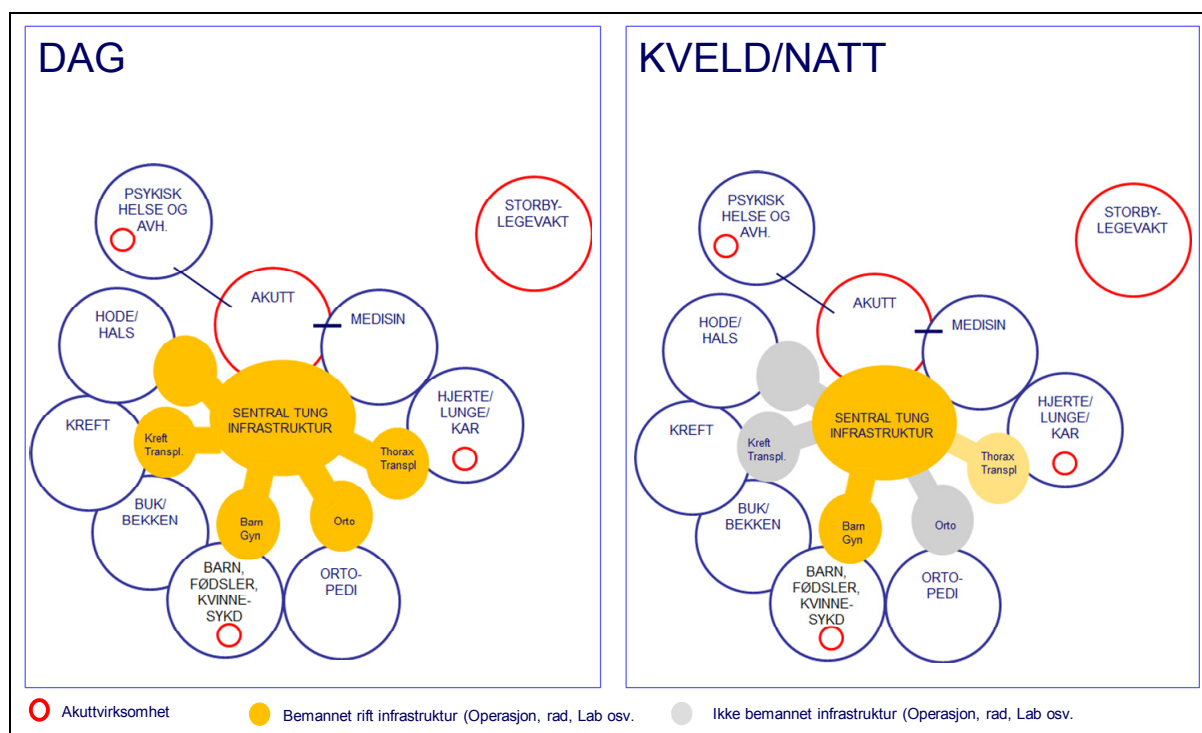 DAG
PSYKISK
HELSE OG
AVH.
STORBY-
LEGEVAKT
AKUTT
HODE/
HALS
MEDISIN
HJERTE/
LUNGE/
KAR
SENTRAL TUNG
INFRASTRUKTUR
KREFT
Kreft
Transpl.
Thorax
Transpl
BUK/
BEKKEN
Barn
Gyn
Orto
BARN,
FØDSLER,
KVINNE-
SYKD
ORTO-
PEDI
KVELD/NATT
PSYKISK
HELSE OG
AVH.
STORBY-
LEGEVAKT
AKUTT
HODE/
HALS
MEDISIN
HJERTE/
LUNGE/
KAR
SENTRAL TUNG
INFRASTRUKTUR
KREFT
Kreft
Transpl.
Thorax
Transpl
BUK/
BEKKEN
Barn
Gyn
Orto
BARN,
FØDSLER,
KVINNE-
SYKD
ORTO-
PEDI
Akuttvirksomhet
Bemannet rift infrastruktur (Operasjon, rad, Lab osv.
Ikke bemannet infrastruktur (Operasjon, rad, Lab osv.